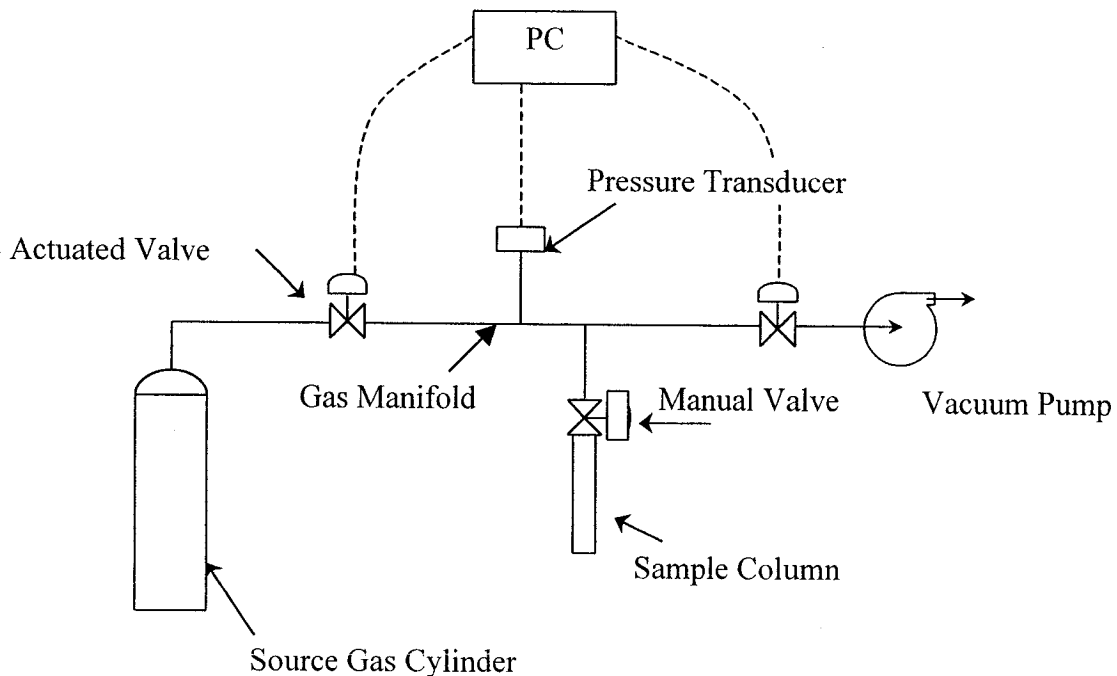 PC
Pressure Transducer
Actuated Valve
Gas Manifold
Manual Valve
Vacuum Pump
Sample Column
Source Gas Cylinder